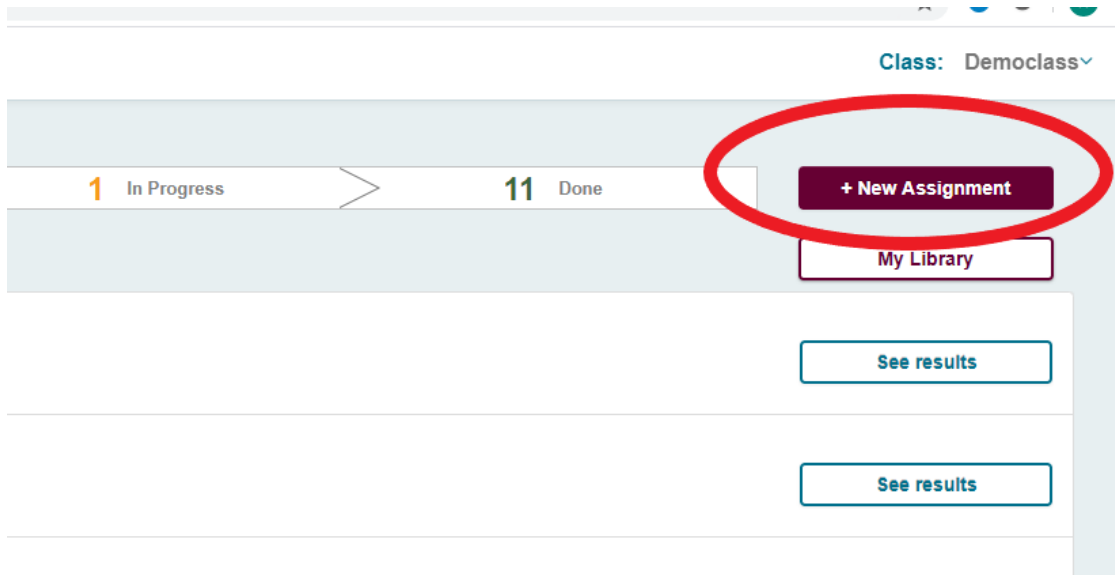 Class: Democlass
1 In Progress 11 Done + New Assignment
My Library
See results
See results